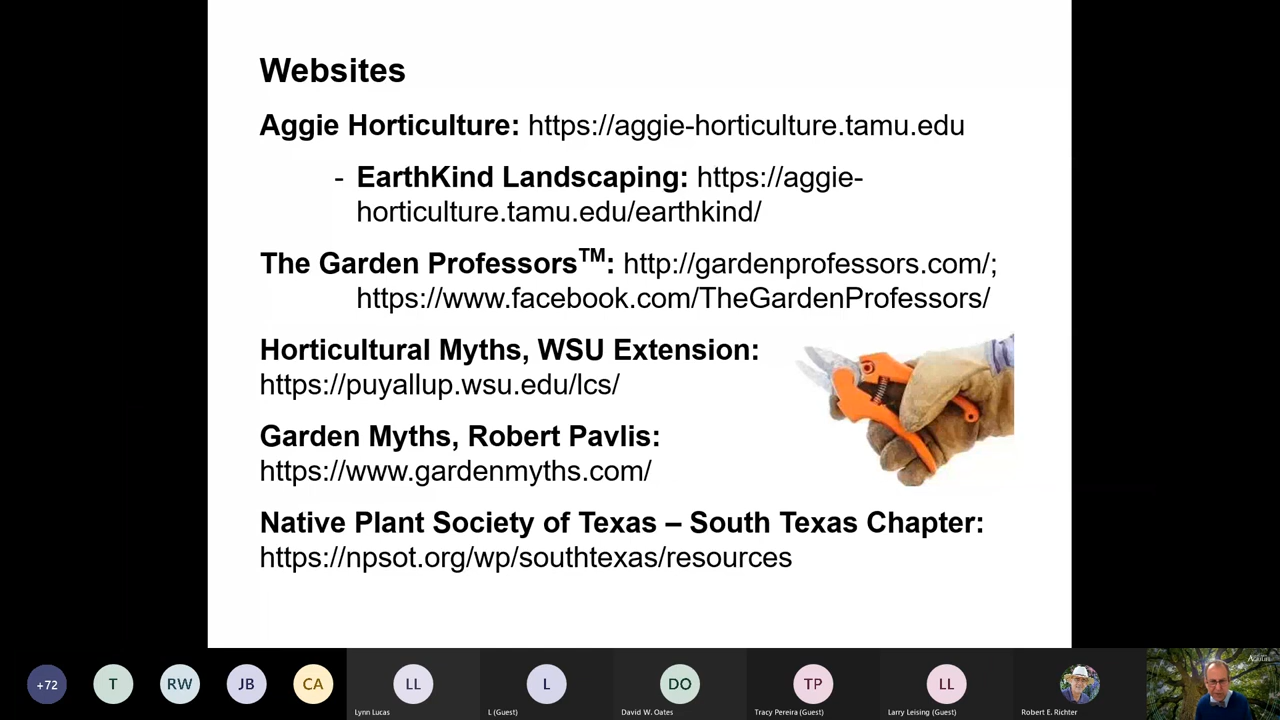 Websites
Aggie Horticulture: https://aggie-horticulture.tamu.edu
- EarthKind Landscaping: https://aggie-
horticulture.tamu.edu/earthkind/
The Garden Professors™: http://gardenprofessors.com/;
https://www.facebook.com/TheGardenProfessors/
Horticultural Myths, WSU Extension:
https://puyallup.wsu.edu/lcs/
Garden Myths, Robert Pavlis:
https://www.gardenmyths.com/
Native Plant Society of Texas – South Texas Chapter:
https://npsot.org/wp/southtexas/resources
+72 T RW JB CA LL L DO TP LL
Lynn Lucas L (Guest) David W. Oates Tracy Pereira (Guest) Larry Leising (Guest) Robert E. Richter